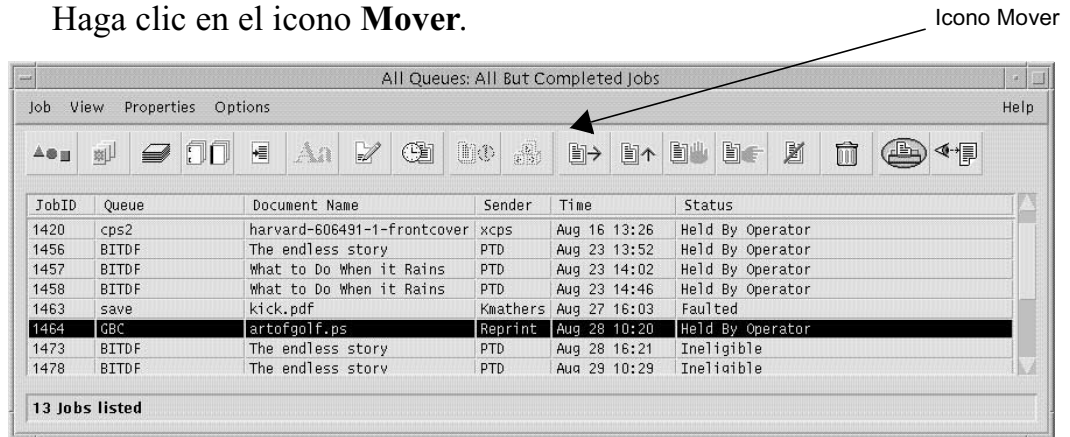 Haga clic en el icono Mover.
Icono Mover
All Queues: All But Completed Jobs
Job View Properties Options Help
Aa
JobID Queue Document Name Sender Time Status
1420 cps2 harvard-606491-1-frontcover xcps Aug 16 13:26 Held By Operator
1456 BITDF The endless story PTD Aug 23 13:52 Held By Operator
1457 BITDF What to Do When it Rains PTD Aug 23 14:02 Held By Operator
1458 BITDF What to Do When it Rains PTD Aug 23 14:46 Held By Operator
1463 save kick.pdf Kmathers Aug 27 16:03 Faulted
1464 GBC artofgolf.ps Reprint Aug 28 10:20 Held By Operator
1473 BITDF The endless story PTD Aug 28 16:21 Ineligible
1478 BITDF The endless story PTD Aug 29 10:29 Ineligible
13 Jobs listed